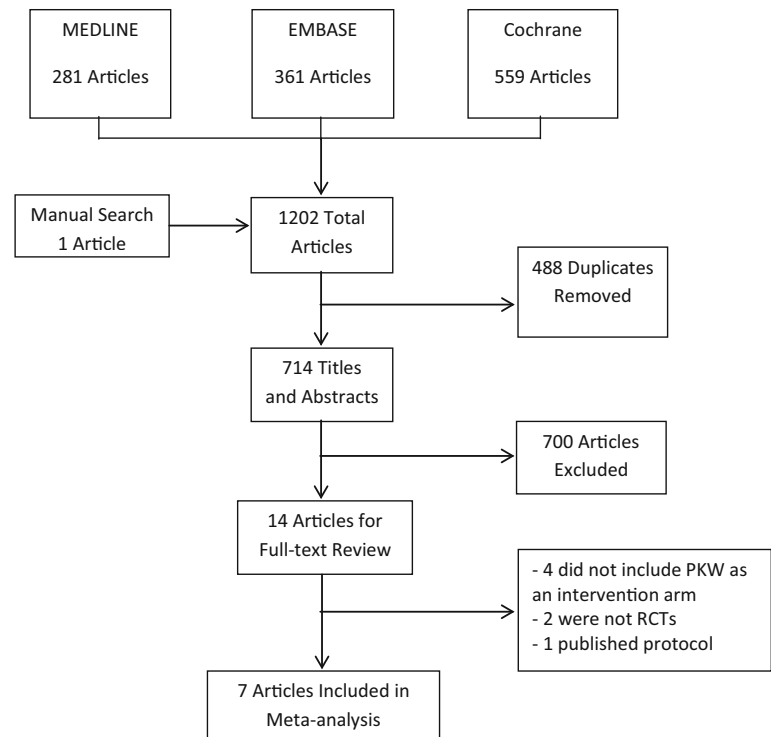 MEDLINE
281 Articles
EMBASE
361 Articles
Cochrane
559 Articles
Manual Search
1 Article
1202 Total
Articles
488 Duplicates
Removed
714 Titles
and Abstracts
700 Articles
Excluded
14 Articles for
Full-text Review
- 4 did not include PKW as
an intervention arm
- 2 were not RCTs
- 1 published protocol
7 Articles Included in
Meta-analysis